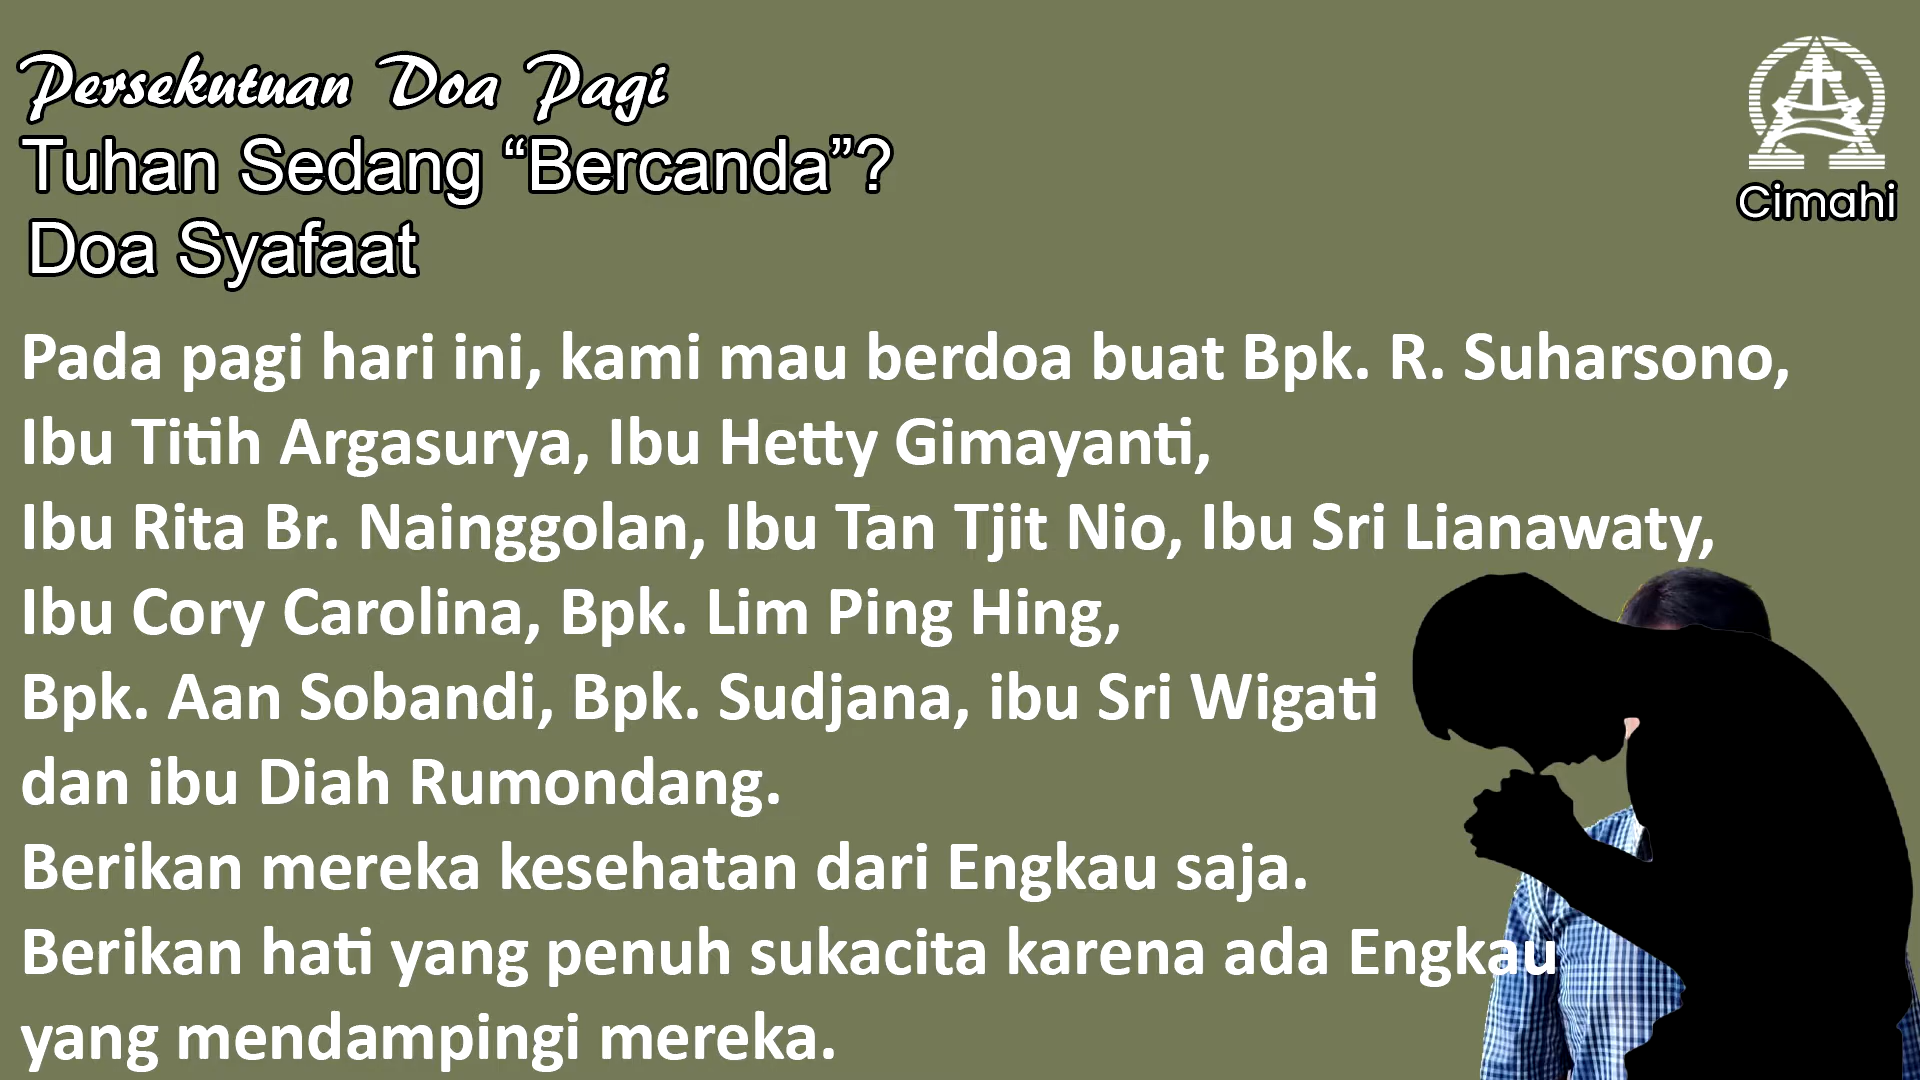 Persekutuan Doa Pagi
Tuhan Sedang “Bercanda”?
Doa Syafaat
Cimahi
Pada pagi hari ini, kami mau berdoa buat Bpk. R. Suharsono,
Ibu Titih Argasurya, Ibu Hetty Gimayanti,
Ibu Rita Br. Nainggolan, Ibu Tan Tjit Nio, Ibu Sri Lianawaty,
Ibu Cory Carolina, Bpk. Lim Ping Hing,
Bpk. Aan Sobandi, Bpk. Sudjana, ibu Sri Wigati
dan ibu Diah Rumondang.
Berikan mereka kesehatan dari Engkau saja.
Berikan hati yang penuh sukacita karena ada Engkau
yang mendampingi mereka.